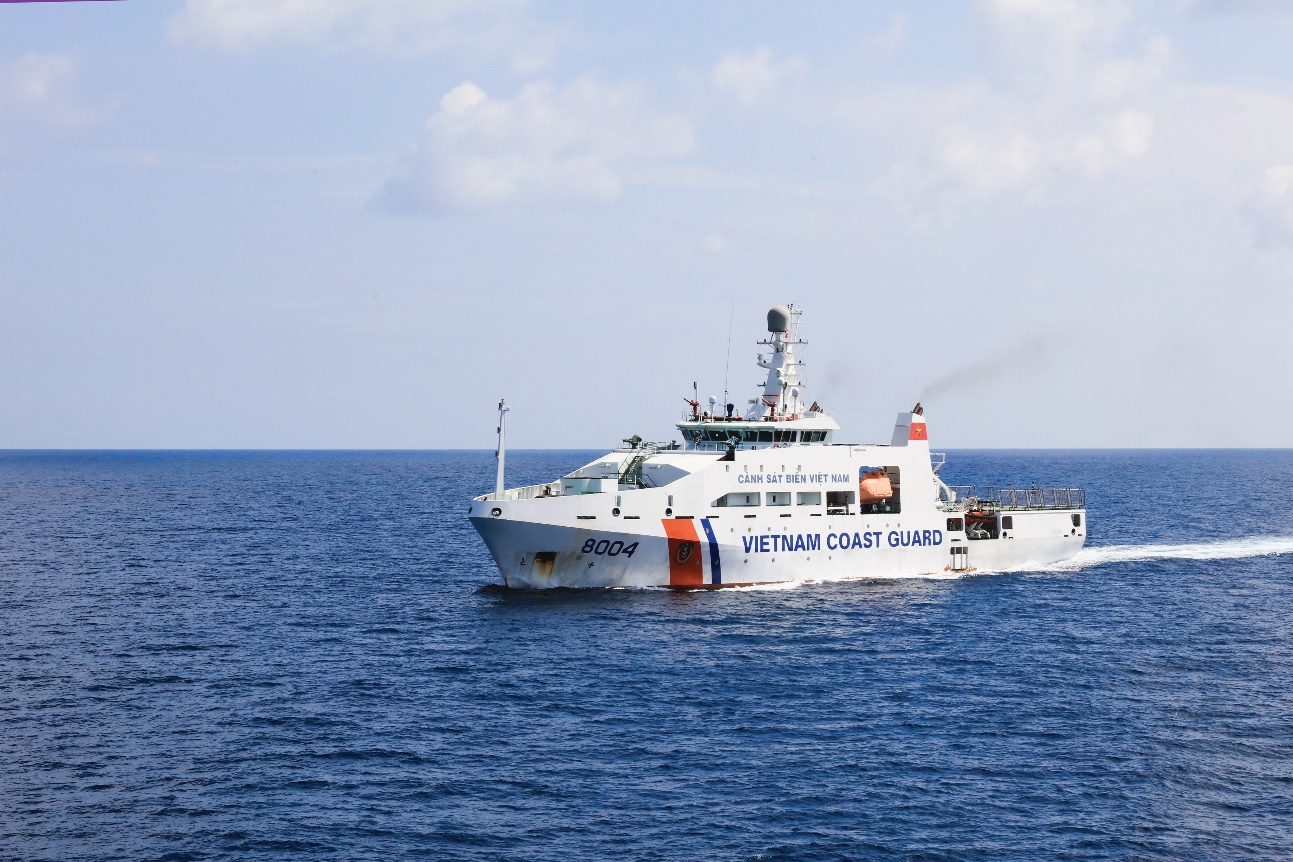 CẢNH SÁT BIỂN VIỆT NAM
8004
VIETNAM COAST GUARD